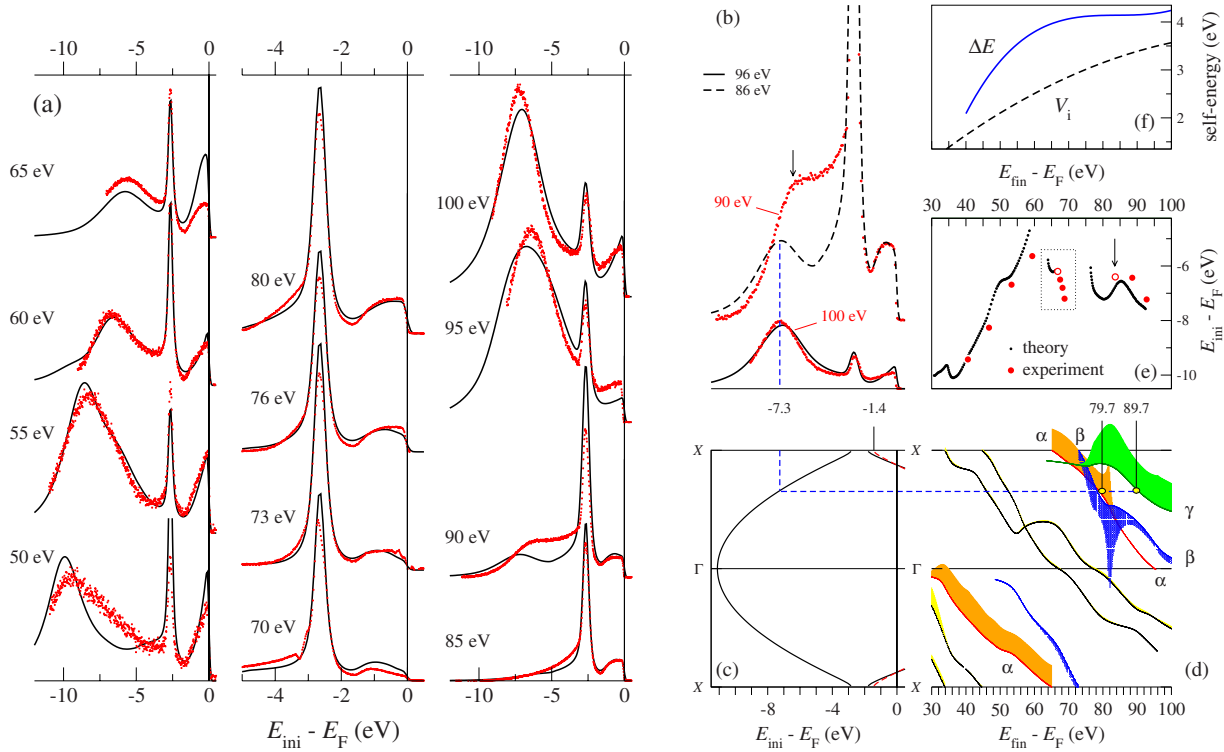 -10 -5 0
-4 -2 0
-10 -5 0
(a)
65 eV
60 eV
55 eV
50 eV
80 eV
76 eV
73 eV
70 eV
100 eV
95 eV
90 eV
85 eV
-10 -5 0
-4 -2 0
-10 -5 0
E_ini - E_F (eV)
(b)
96 eV
86 eV
90 eV
100 eV
-7.3 -1.4
X
Γ
X
(c)
-8 -4 0
E_ini - E_F (eV)
ΔE
V_i
(f)
4
3
2
self-energy (eV)
E_fin - E_F (eV)
30 40 50 60 70 80 90 100
-6
-8
-10
E_ini - E_F (eV)
theory
experiment
(e)
79.7 89.7
X
Γ
X
α
β
γ
β
α
α
(d)
30 40 50 60 70 80 90 100
E_fin - E_F (eV)